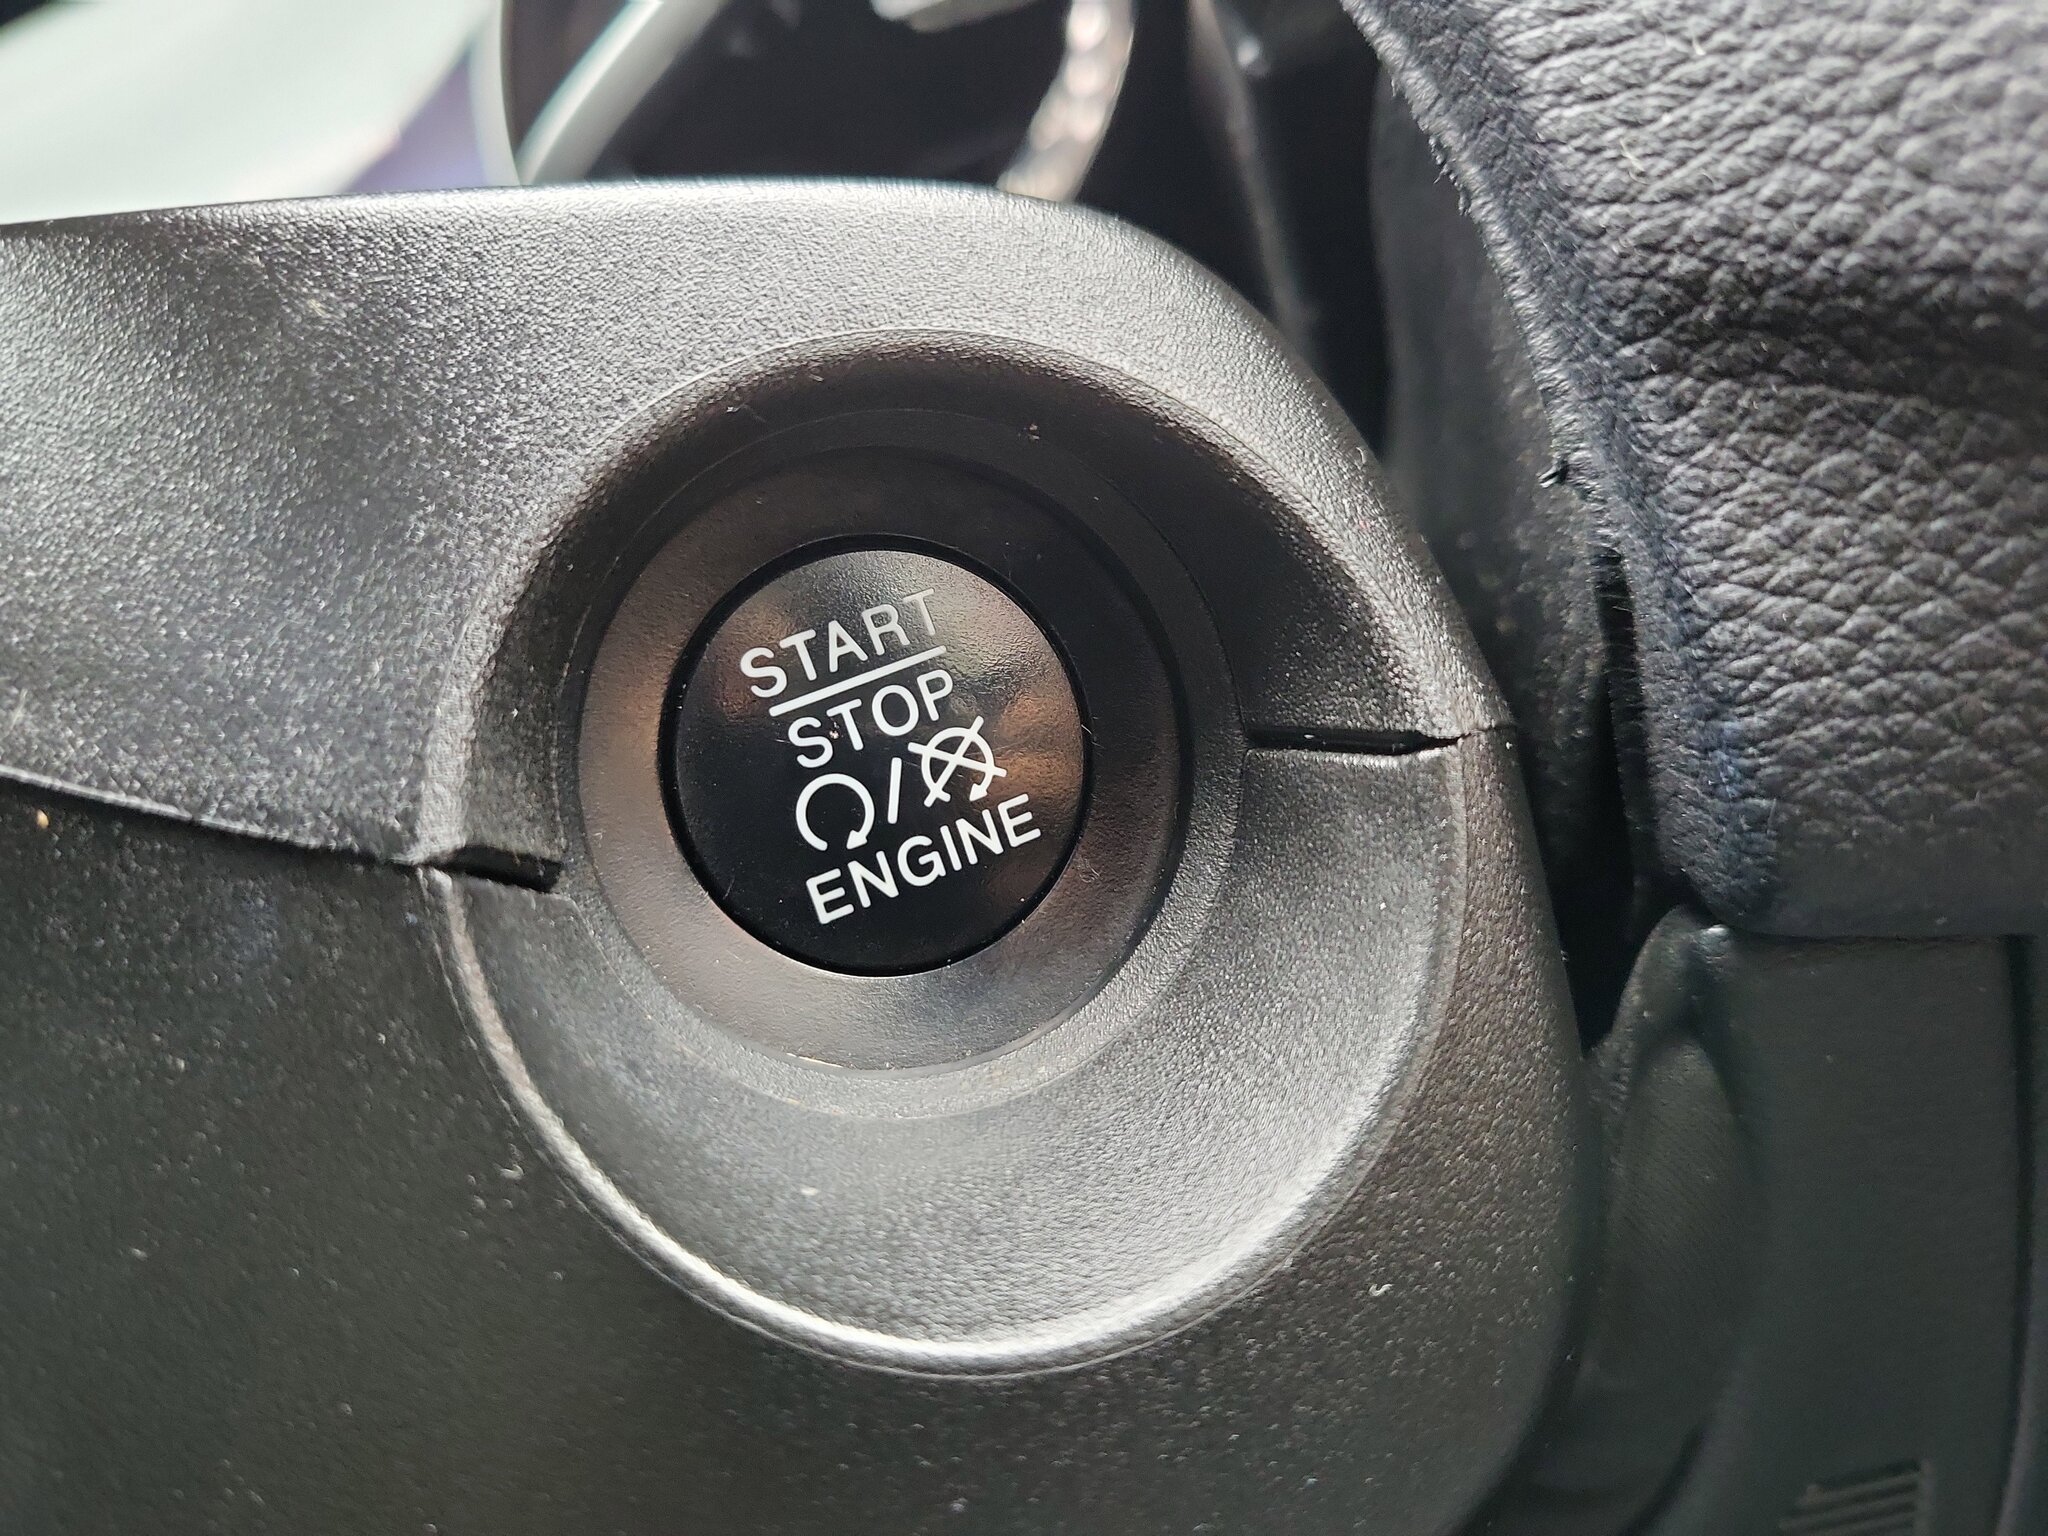 START
STOP
/
ENGINE